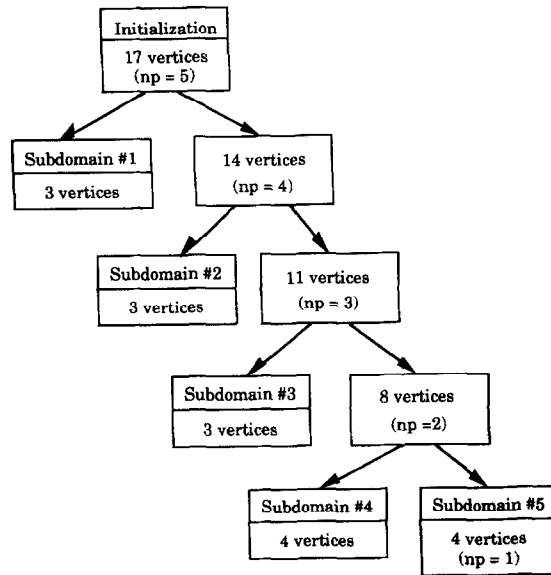 Initialization
17 vertices
(np = 5)
Subdomain #1
3 vertices
14 vertices
(np = 4)
Subdomain #2
3 vertices
11 vertices
(np = 3)
Subdomain #3
3 vertices
8 vertices
(np =2)
Subdomain #4
4 vertices
Subdomain #5
4 vertices
(np = 1)